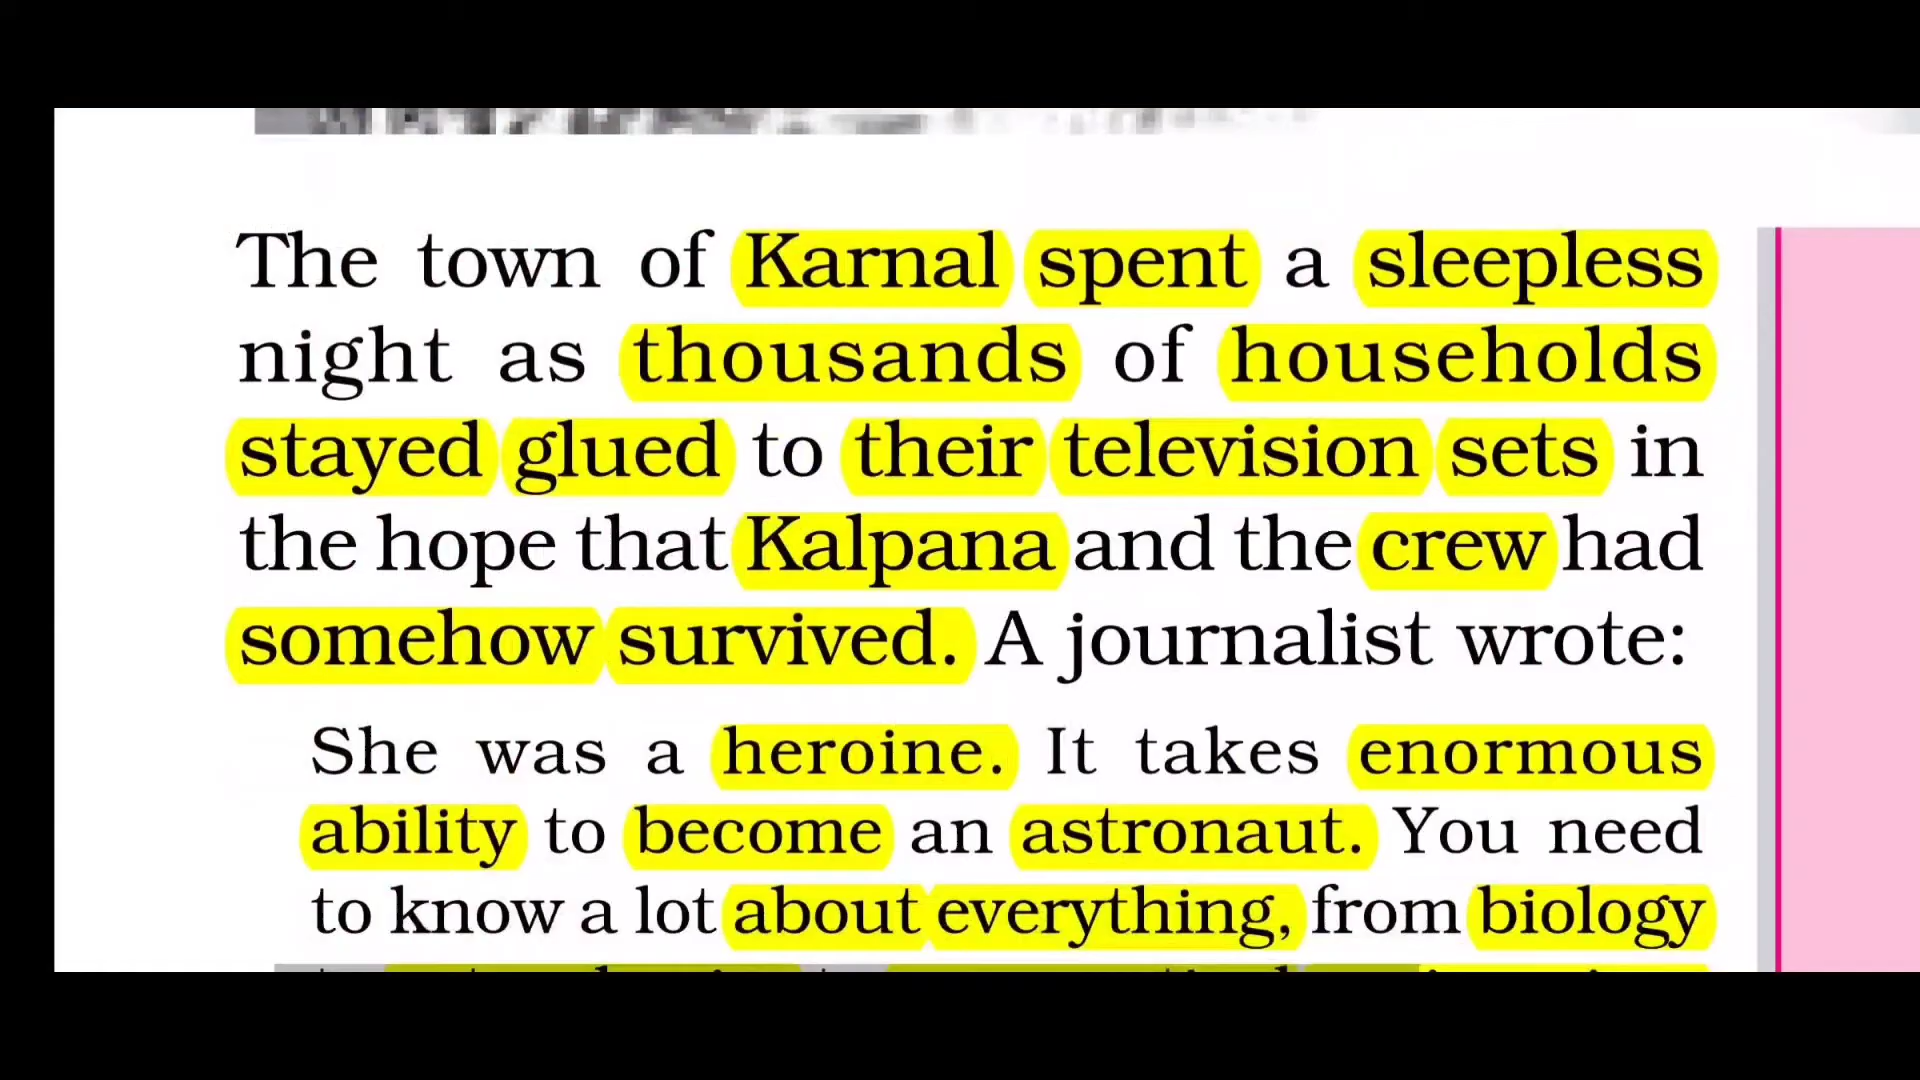 The town of Karnal spent a sleepless
night as thousands of households
stayed glued to their television sets in
the hope that Kalpana and the crew had
somehow survived. A journalist wrote:
She was a heroine. It takes enormous
ability to become an astronaut. You need
to know a lot about everything, from biology